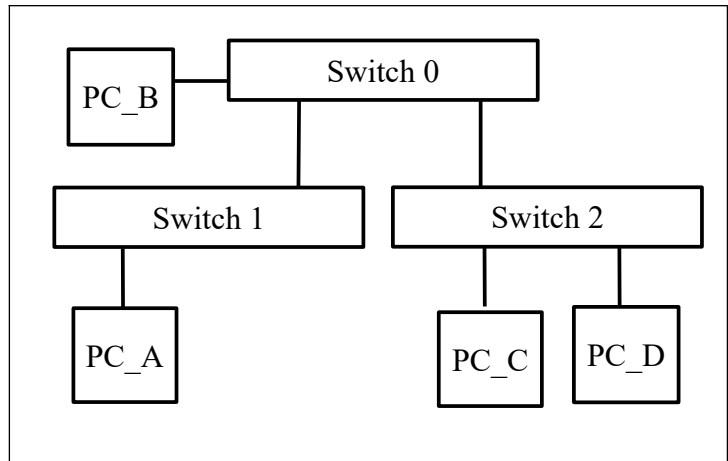 Switch 0
PC_B
Switch 1
Switch 2
PC_A
PC_C
PC_D